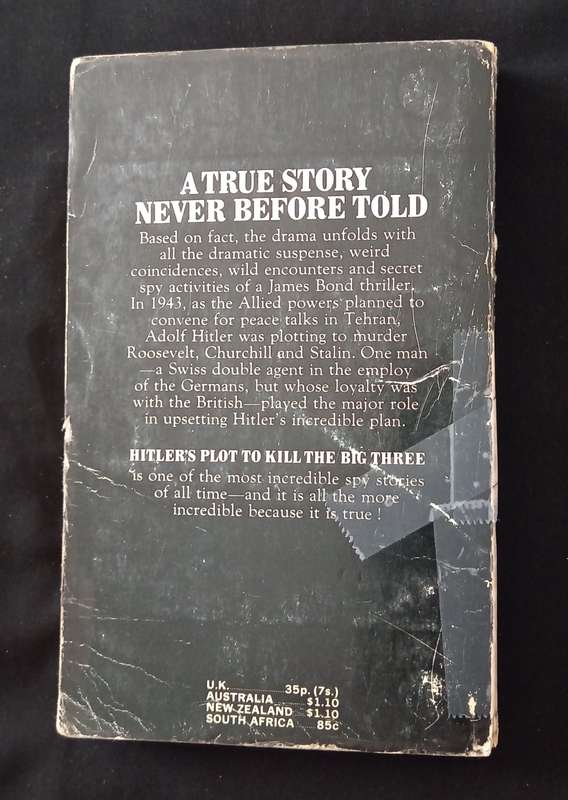 A TRUE STORY
NEVER BEFORE TOLD
Based on fact, the drama unfolds with
all the dramatic suspense, weird
coincidences, wild encounters and secret
spy activities of a James Bond thriller.
In 1943, as the Allied powers planned to
convene for peace talks in Tehran,
Adolf Hitler was plotting to murder
Roosevelt, Churchill and Stalin. One man
—a Swiss double agent in the employ
of the Germans, but whose loyalty was
with the British—played the major role
in upsetting Hitler's incredible plan.
HITLER'S PLOT TO KILL THE BIG THREE
is one of the most incredible spy stories
of all time—and it is all the more
incredible because it is true !
U.K. 35p. (7s.)
AUSTRALIA $1.10
NEW ZEALAND $1.10
SOUTH AFRICA 85c